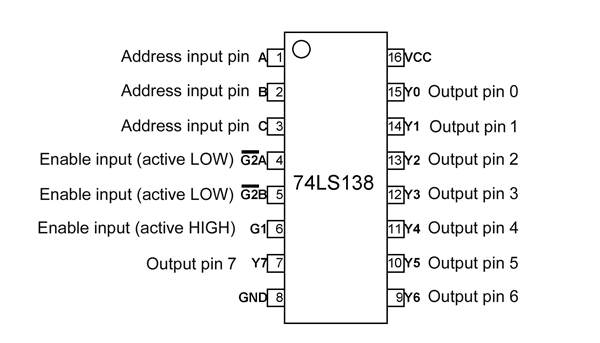 Address input pin A 1 16 VCC
Address input pin B 2 15 Y0 Output pin 0
Address input pin C 3 14 Y1 Output pin 1
Enable input (active LOW) G2A 4 13 Y2 Output pin 2
Enable input (active LOW) G2B 5 74LS138 12 Y3 Output pin 3
Enable input (active HIGH) G1 6 11 Y4 Output pin 4
Output pin 7 Y7 7 10 Y5 Output pin 5
GND 8 9 Y6 Output pin 6